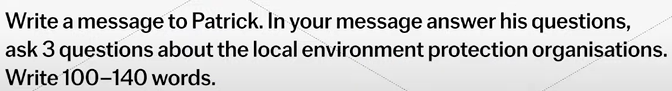 Write a message to Patrick. In your message answer his questions,
ask 3 questions about the local environment protection organisations.
Write 100–140 words.